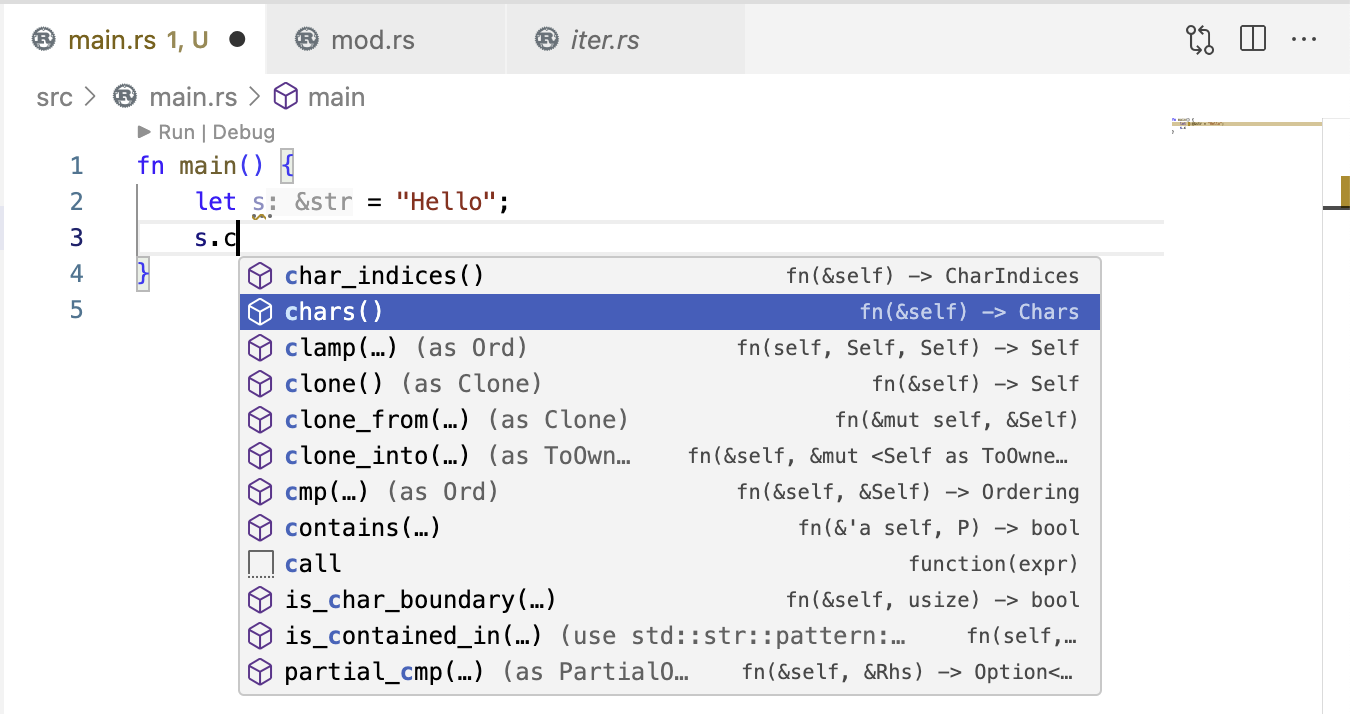 main.rs 1, U mod.rs iter.rs
src main.rs main
Run | Debug
1 fn main() {
2 let s: &str = "Hello";
3 s.c
4 }
5
char_indices() fn(&self) -> CharIndices
chars() fn(&self) -> Chars
clamp(…) (as Ord) fn(self, Self, Self) -> Self
clone() (as Clone) fn(&self) -> Self
clone_from(…) (as Clone) fn(&mut self, &Self)
clone_into(…) (as ToOwn… fn(&self, &mut <Self as ToOwne…
cmp(…) (as Ord) fn(&self, &Self) -> Ordering
contains(…) fn(&'a self, P) -> bool
call function(expr)
is_char_boundary(…) fn(&self, usize) -> bool
is_contained_in(…) (use std::str::pattern:… fn(self,…
partial_cmp(…) (as PartialO… fn(&self, &Rhs) -> Option<…